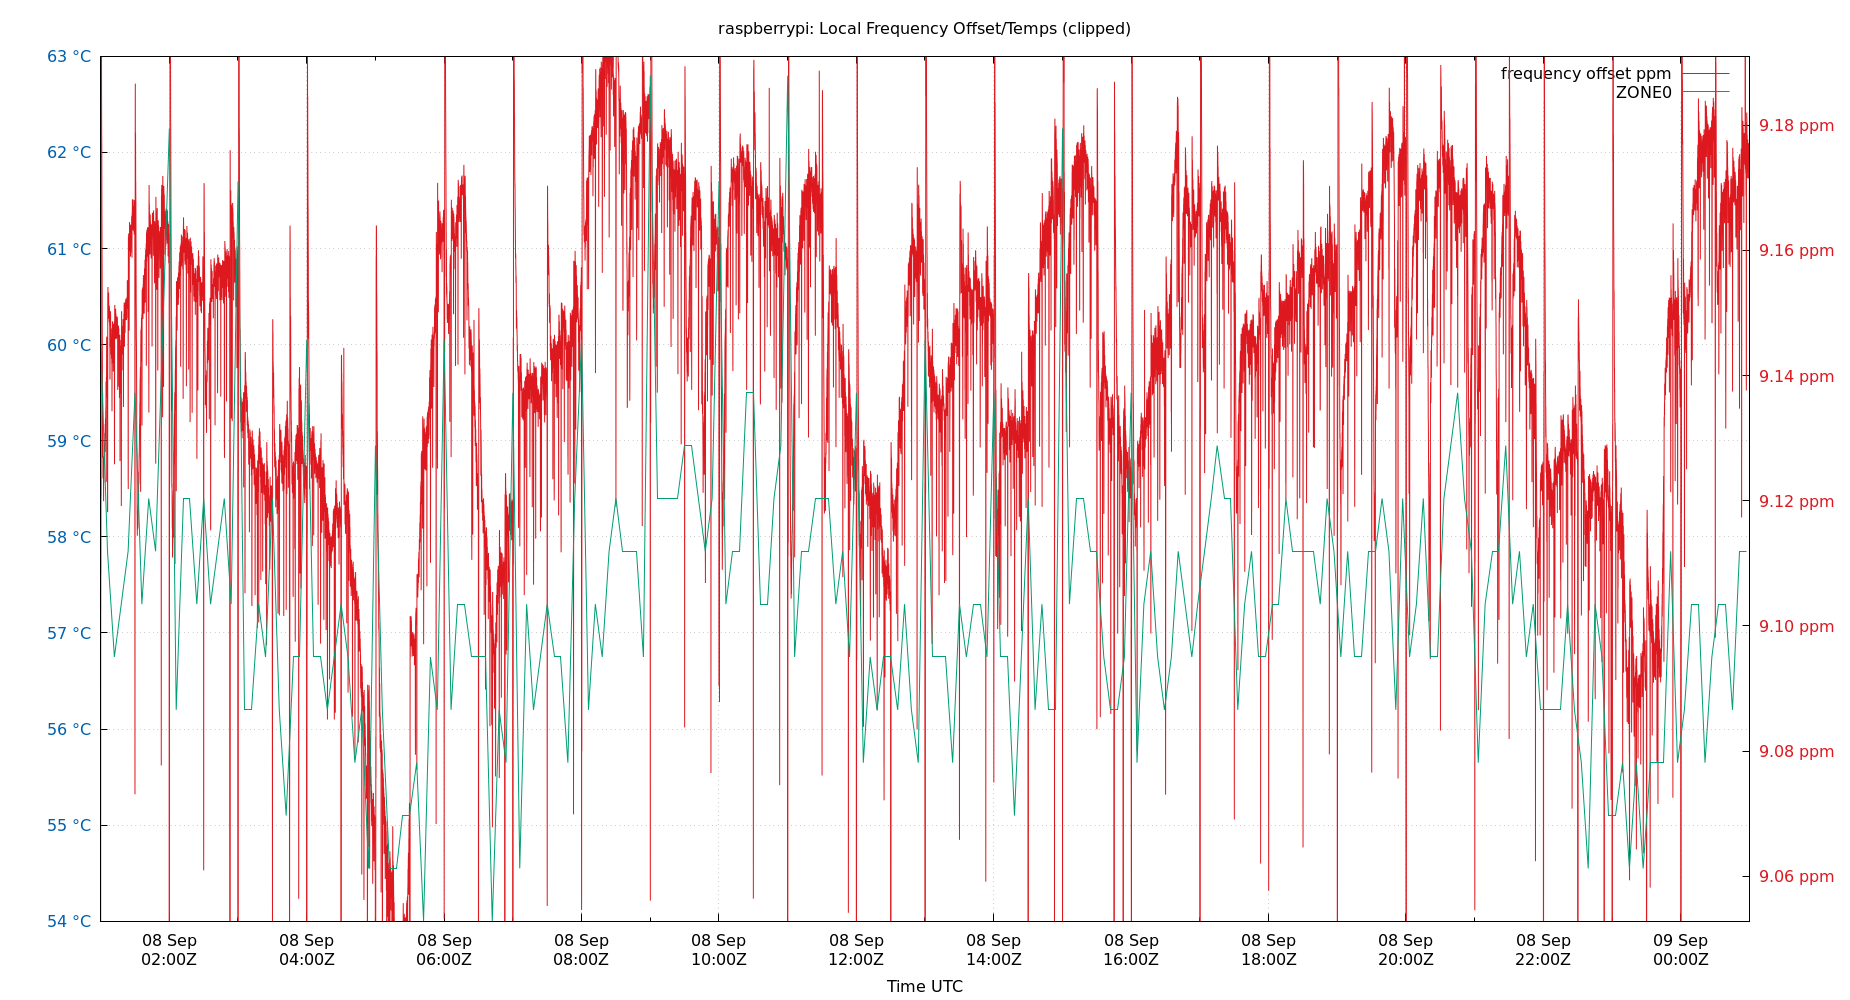 raspberrypi: Local Frequency Offset/Temps (clipped)
frequency offset ppm
ZONE0
63 °C
62 °C
61 °C
60 °C
59 °C
58 °C
57 °C
56 °C
55 °C
54 °C
9.18 ppm
9.16 ppm
9.14 ppm
9.12 ppm
9.10 ppm
9.08 ppm
9.06 ppm
08 Sep 08 Sep 08 Sep 08 Sep 08 Sep 08 Sep 08 Sep 08 Sep 08 Sep 08 Sep 08 Sep 09 Sep
02:00Z 04:00Z 06:00Z 08:00Z 10:00Z 12:00Z 14:00Z 16:00Z 18:00Z 20:00Z 22:00Z 00:00Z
Time UTC